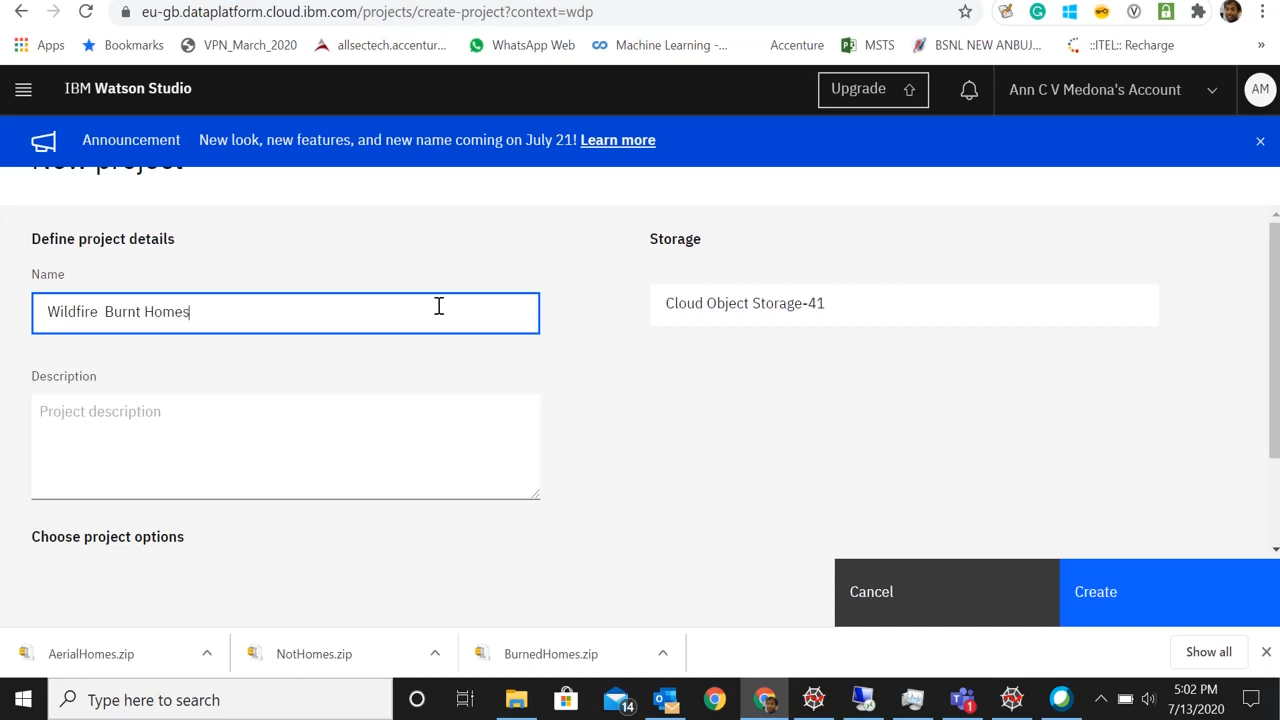 eu-gb.dataplatform.cloud.ibm.com/projects/create-project?context=wdp
Apps Bookmarks VPN_March_2020 allsectech.accentur... WhatsApp Web Machine Learning -... Accenture MSTS BSNL NEW ANBUJ... ::ITEL:: Recharge »
IBM Watson Studio Upgrade Ann C V Medona's Account AM
Announcement New look, new features, and new name coming on July 21! Learn more
New project
Define project details Storage
Name
Wildfire  Burnt Homes Cloud Object Storage-41
Description
Project description
Choose project options
Cancel Create
AerialHomes.zip NotHomes.zip BurnedHomes.zip Show all
Type here to search 14 1 5:02 PM
7/13/2020